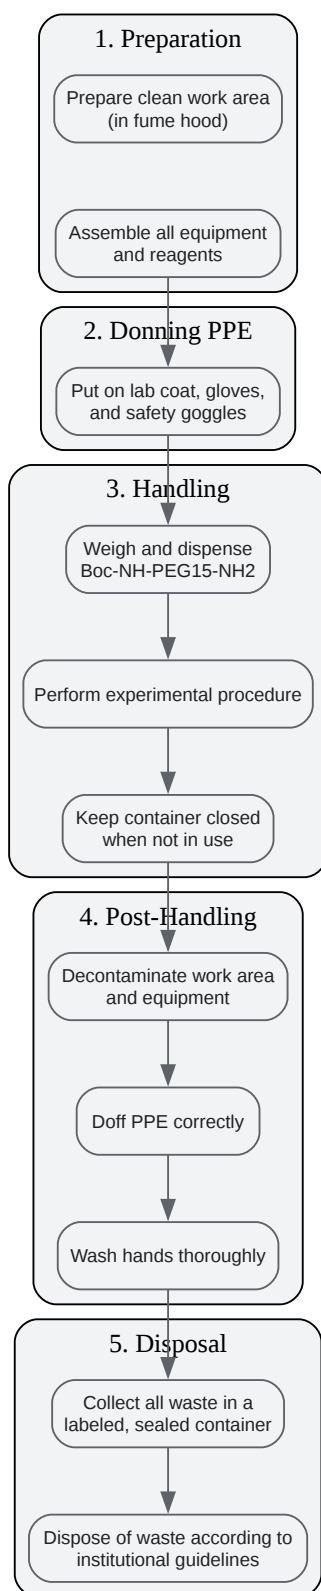 1. Preparation
Prepare clean work area
(in fume hood)
Assemble all equipment
and reagents
2. Donning PPE
Put on lab coat, gloves,
and safety goggles
3. Handling
Weigh and dispense
Boc-NH-PEG15-NH2
Perform experimental procedure
Keep container closed
when not in use
4. Post-Handling
Decontaminate work area
and equipment
Doff PPE correctly
Wash hands thoroughly
5. Disposal
Collect all waste in a
labeled, sealed container
Dispose of waste according to
institutional guidelines